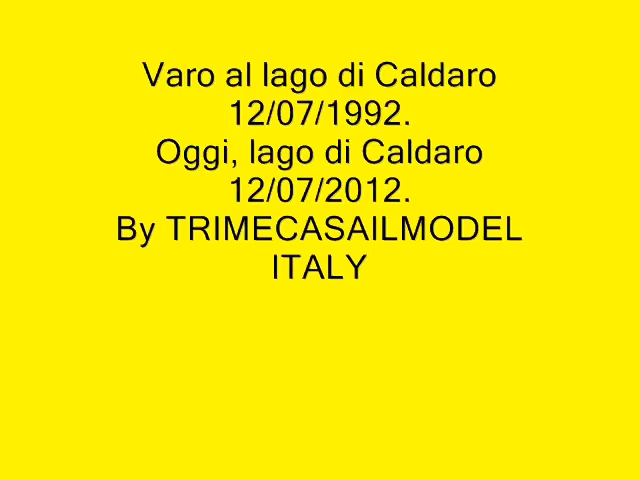 Varo al lago di Caldaro
12/07/1992.
Oggi, lago di Caldaro
12/07/2012.
By TRIMECASAILMODEL
ITALY